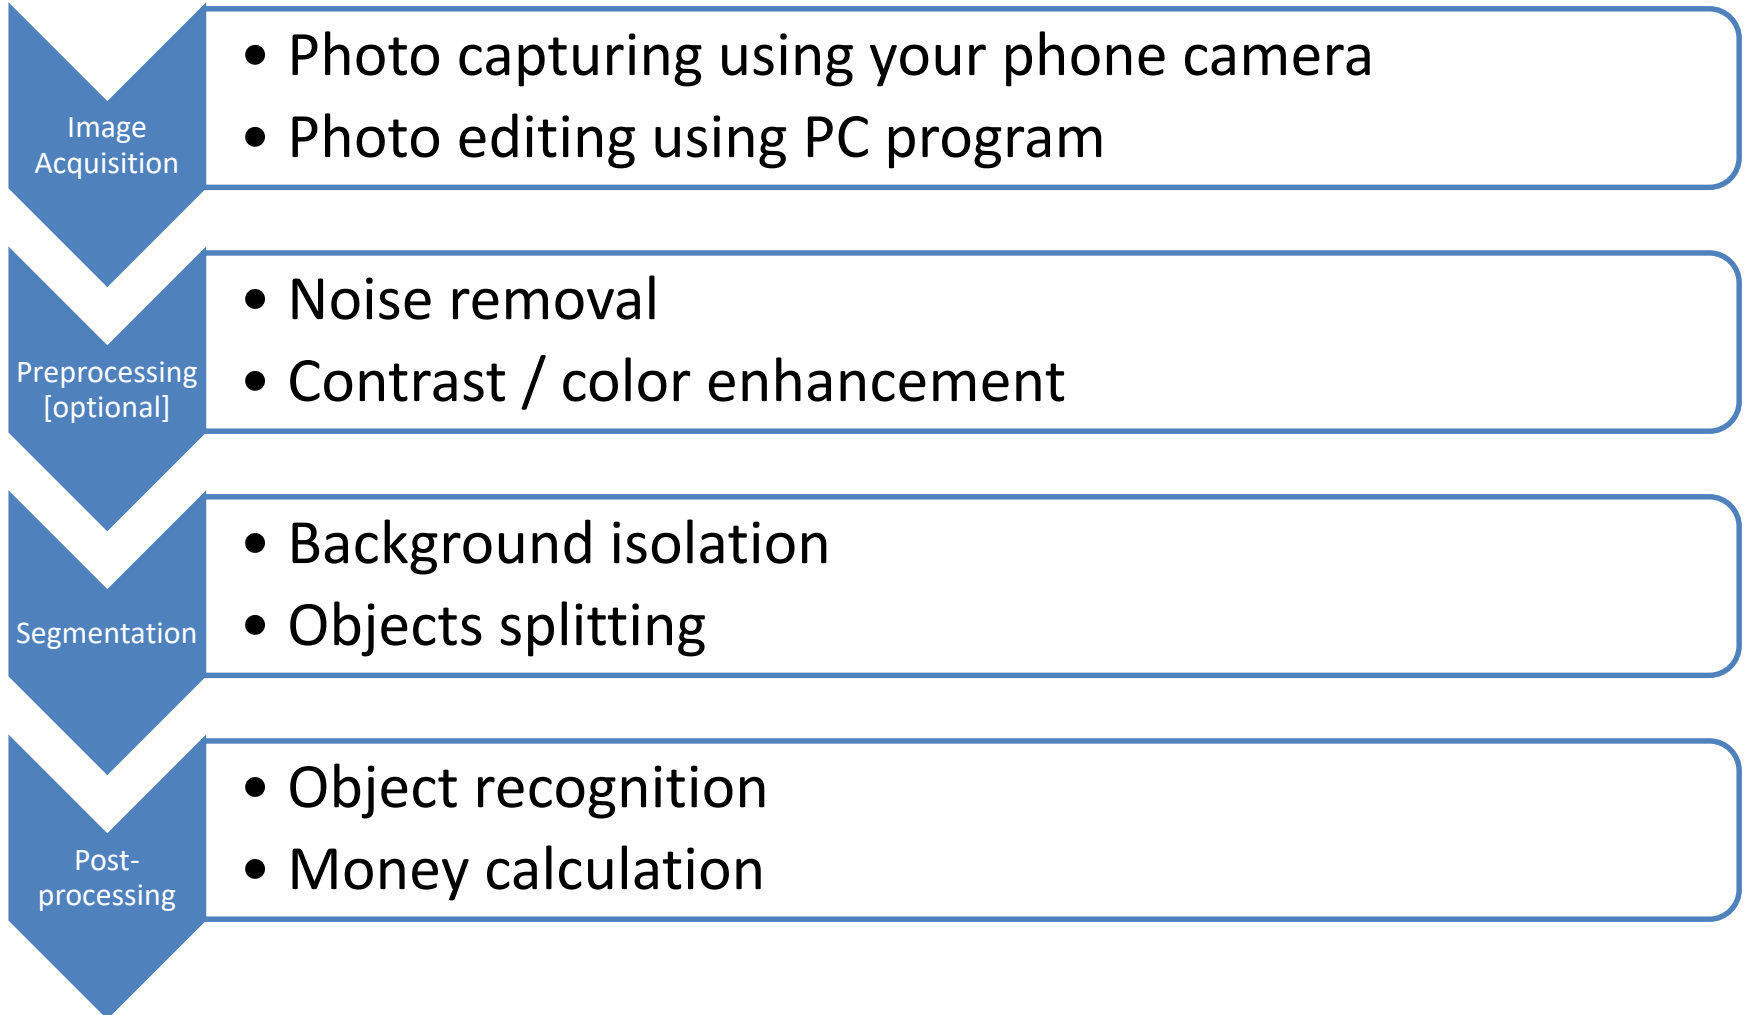 Image
Acquisition
• Photo capturing using your phone camera
• Photo editing using PC program
Preprocessing
[optional]
• Noise removal
• Contrast / color enhancement
Segmentation
• Background isolation
• Objects splitting
Post-
processing
• Object recognition
• Money calculation